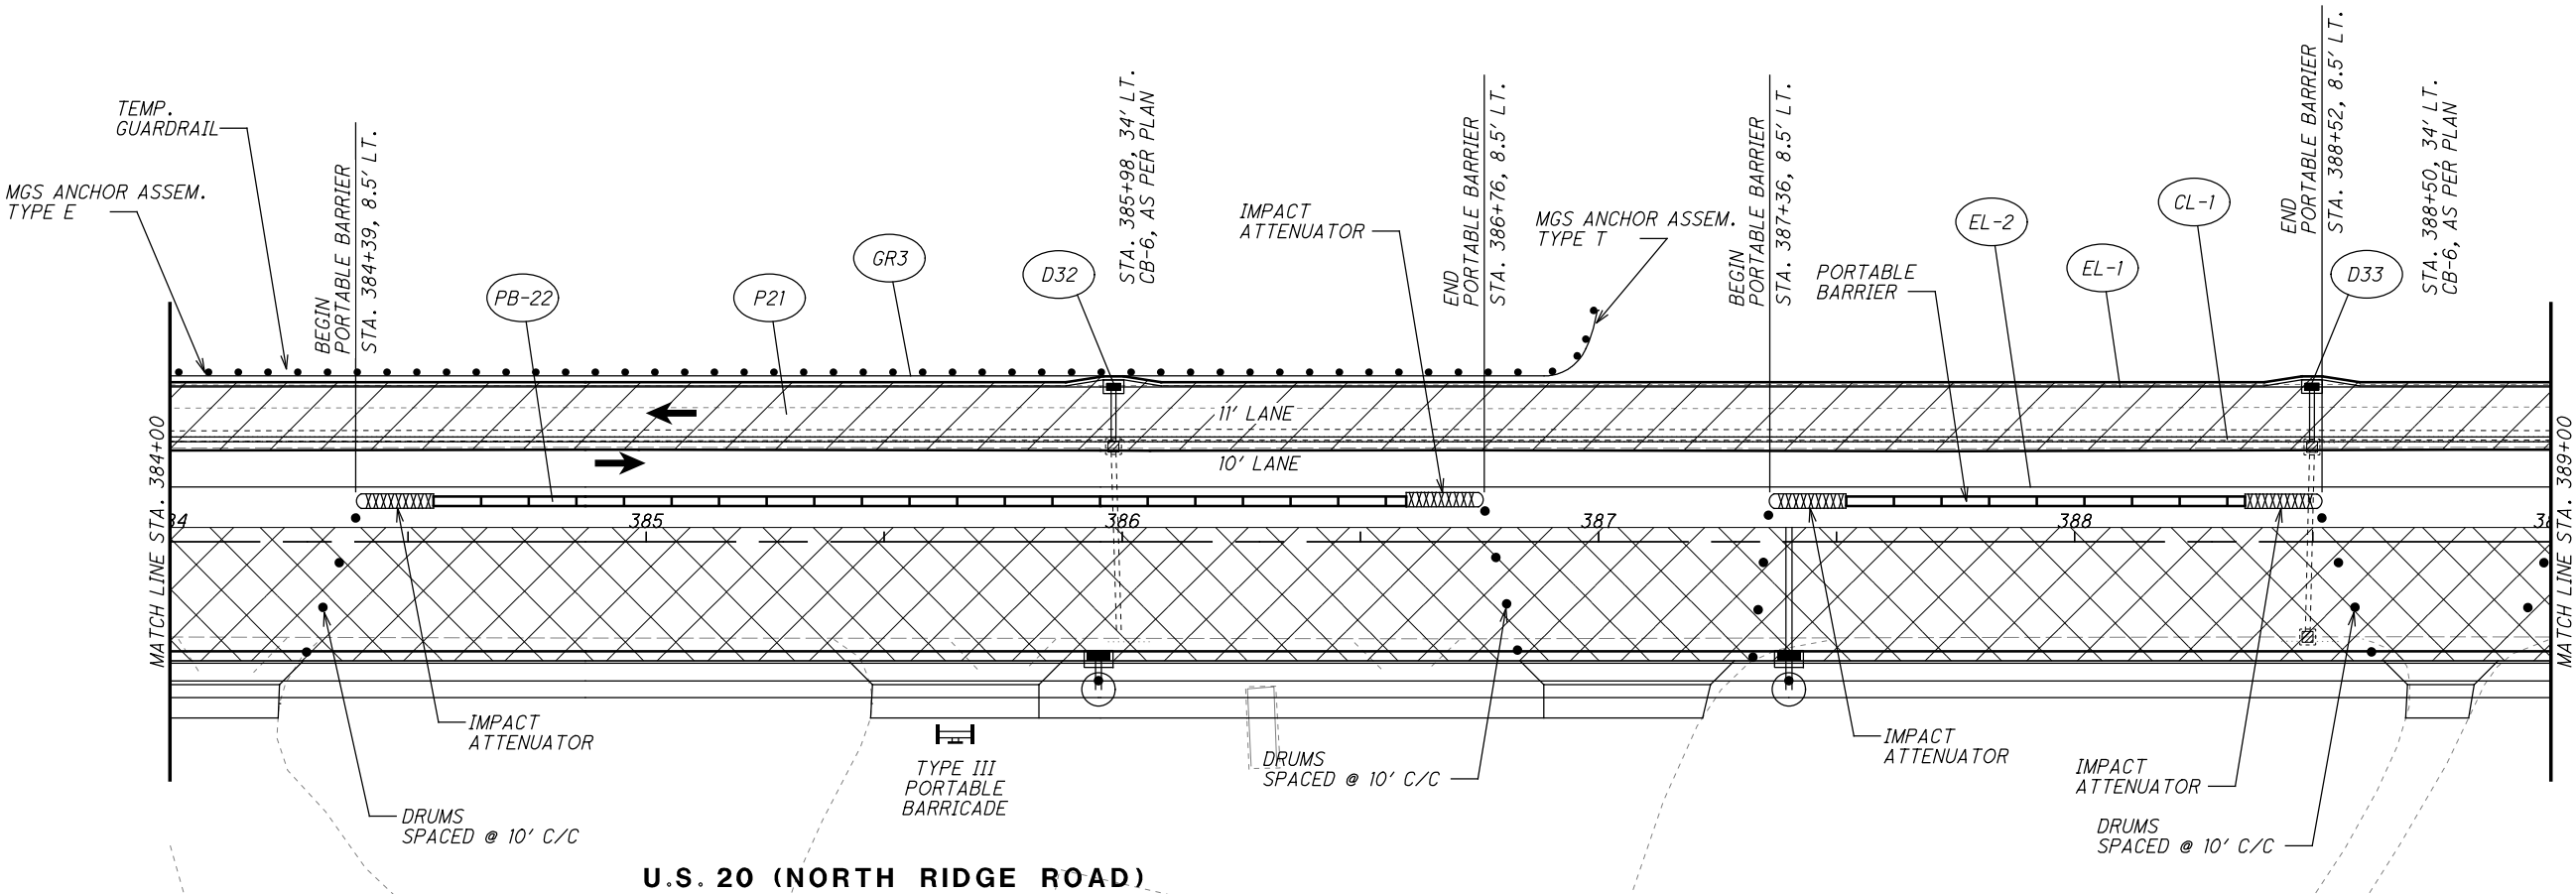 TEMP.
GUARDRAIL
MGS ANCHOR ASSEM.
TYPE E
BEGIN
PORTABLE BARRIER
STA. 384+39, 8.5' LT.
PB-22
P21
GR3
D32
STA. 385+98, 34' LT.
CB-6, AS PER PLAN
IMPACT
ATTENUATOR
END
PORTABLE BARRIER
STA. 386+76, 8.5' LT.
MGS ANCHOR ASSEM.
TYPE T
BEGIN
PORTABLE BARRIER
STA. 387+36, 8.5' LT.
PORTABLE
BARRIER
EL-2
EL-1
CL-1
END
PORTABLE BARRIER
STA. 388+52, 8.5' LT.
D33
STA. 388+50, 34' LT.
CB-6, AS PER PLAN
MATCH LINE STA. 384+00
11' LANE
10' LANE
84
385
386
387
388
MATCH LINE STA. 389+00
IMPACT
ATTENUATOR
DRUMS
SPACED @ 10' C/C
TYPE III
PORTABLE
BARRICADE
DRUMS
SPACED @ 10' C/C
IMPACT
ATTENUATOR
IMPACT
ATTENUATOR
DRUMS
SPACED @ 10' C/C
U.S. 20 (NORTH RIDGE ROAD)